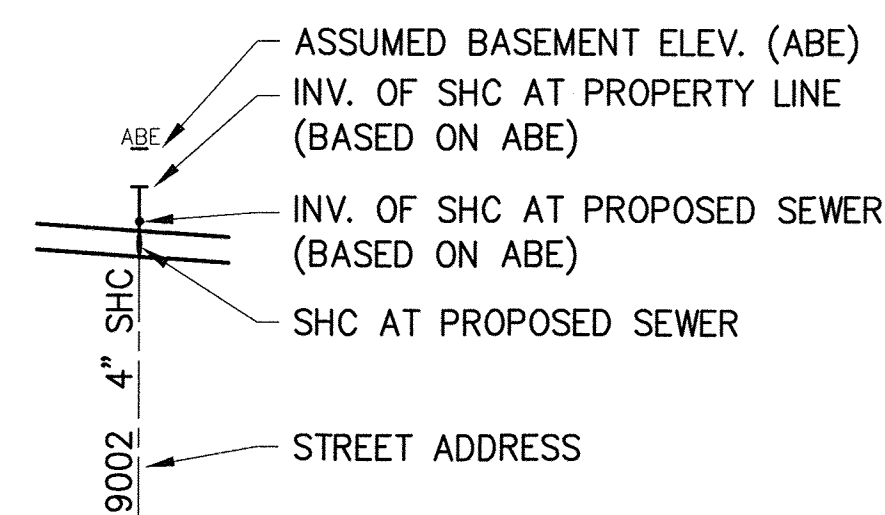 ASSUMED BASEMENT ELEV. (ABE)
INV. OF SHC AT PROPERTY LINE
(BASED ON ABE)
ABE
INV. OF SHC AT PROPOSED SEWER
(BASED ON ABE)
SHC AT PROPOSED SEWER
STREET ADDRESS
9002 4" SHC